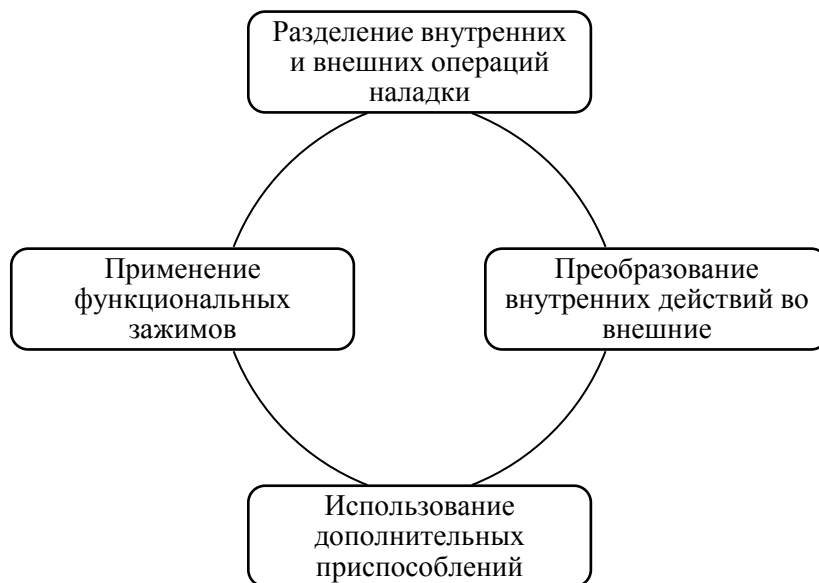 Разделение внутренних
и внешних операций
наладки
Применение
функциональных
зажимов
Преобразование
внутренних действий во
внешние
Использование
дополнительных
приспособлений